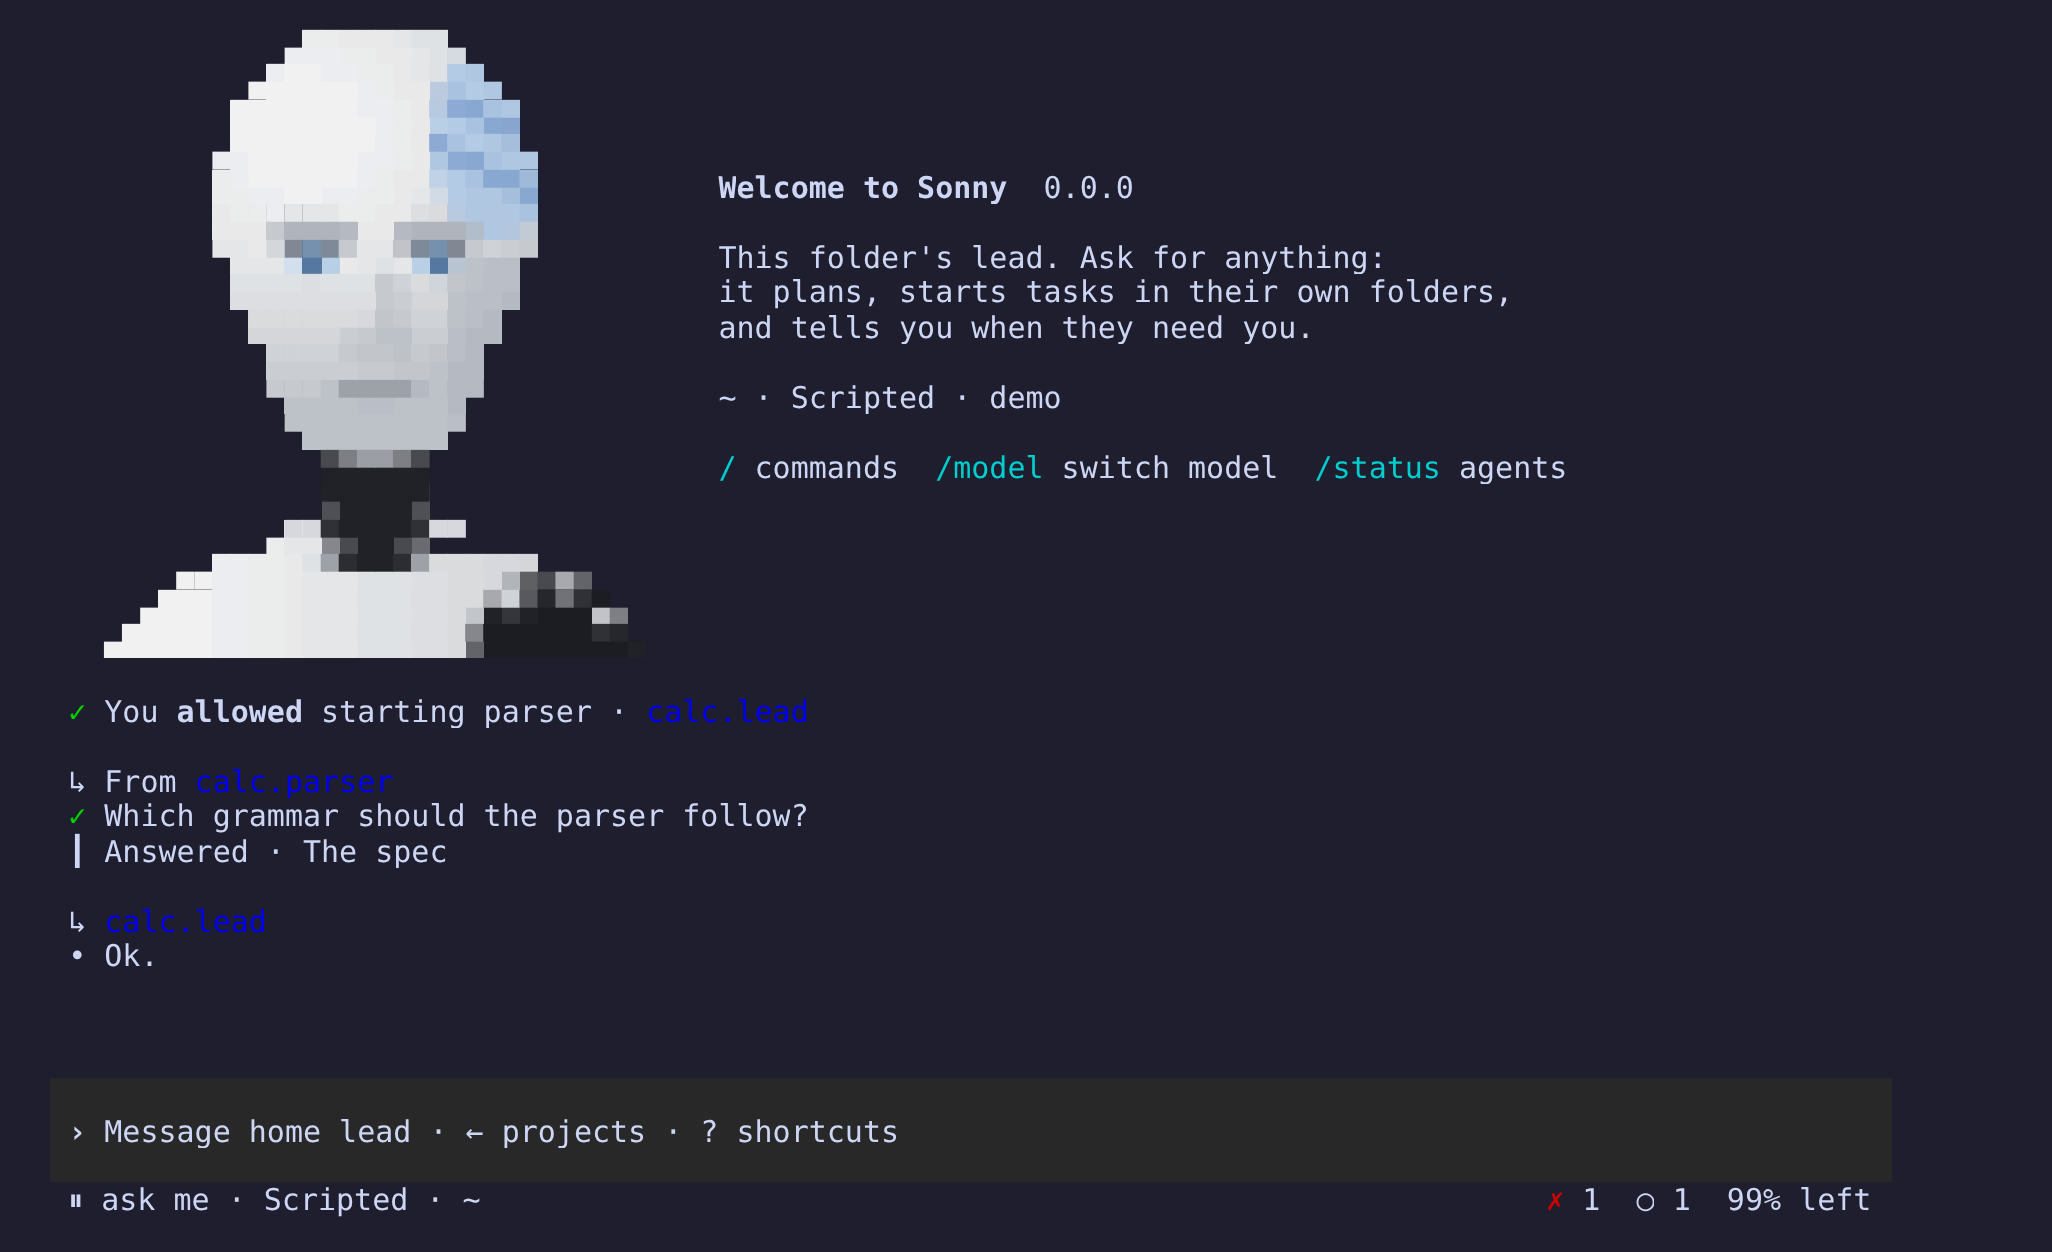 Welcome to Sonny  0.0.0
This folder's lead. Ask for anything:
it plans, starts tasks in their own folders,
and tells you when they need you.
~ · Scripted · demo
/ commands  /model switch model  /status agents
✓ You allowed starting parser · calc.lead
↳ From calc.parser
✓ Which grammar should the parser follow?
┃ Answered · The spec
↳ calc.lead
• Ok.
› Message home lead · ← projects · ? shortcuts
⏸ ask me · Scripted · ~  ✗ 1  ○ 1  99% left